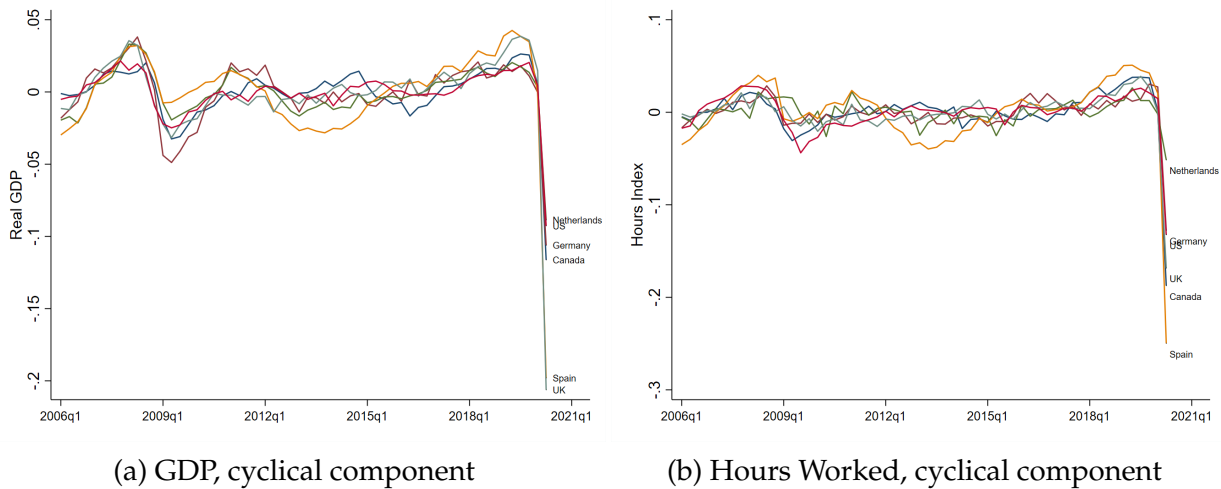 .05
0
-.05
-.1
-.15
-.2
Real GDP
2006q1 2009q1 2012q1 2015q1 2018q1 2021q1
Netherlands
US
Germany
Canada
Spain
UK
(a) GDP, cyclical component
.1
0
-.1
-.2
-.3
Hours Index
2006q1 2009q1 2012q1 2015q1 2018q1 2021q1
Netherlands
Germany
US
UK
Canada
Spain
(b) Hours Worked, cyclical component